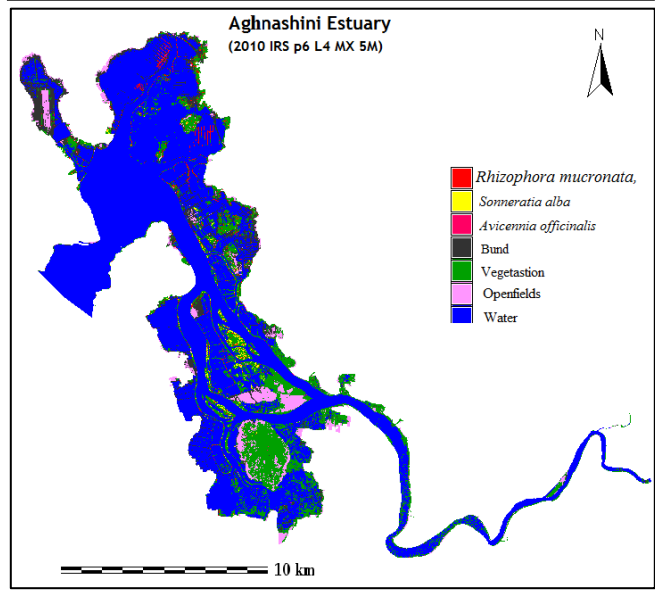 Aghnashini Estuary
(2010 IRS p6 L4 MX 5M)
N
Rhizophora mucronata,
Sonneratia alba
Avicennia officinalis
Bund
Vegetastion
Openfields
Water
10 km